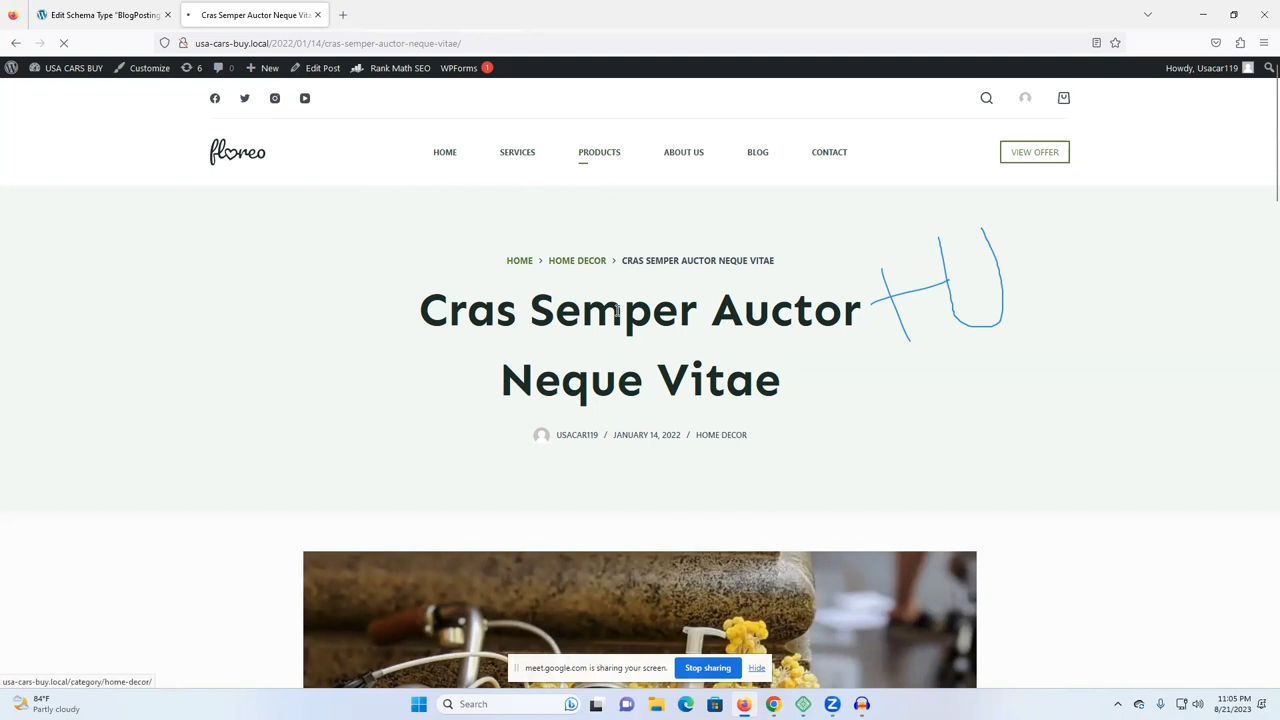 Edit Schema Type "BlogPosting
Cras Semper Auctor Neque Vita
usa-cars-buy.local/2022/01/14/cras-semper-auctor-neque-vitae/
USA CARS BUY Customize 6 0 New Edit Post Rank Math SEO WPForms 1 Howdy, Usacar119
floreo HOME SERVICES PRODUCTS ABOUT US BLOG CONTACT VIEW OFFER
HOME > HOME DECOR > CRAS SEMPER AUCTOR NEQUE VITAE
Cras Semper Auctor
HU
Neque Vitae
USACAR119 / JANUARY 14, 2022 / HOME DECOR
meet.google.com is sharing your screen. Stop sharing Hide
usa-cars-buy.local/category/home-decor/
84°F
Partly cloudy
Search
11:05 PM
8/21/2023